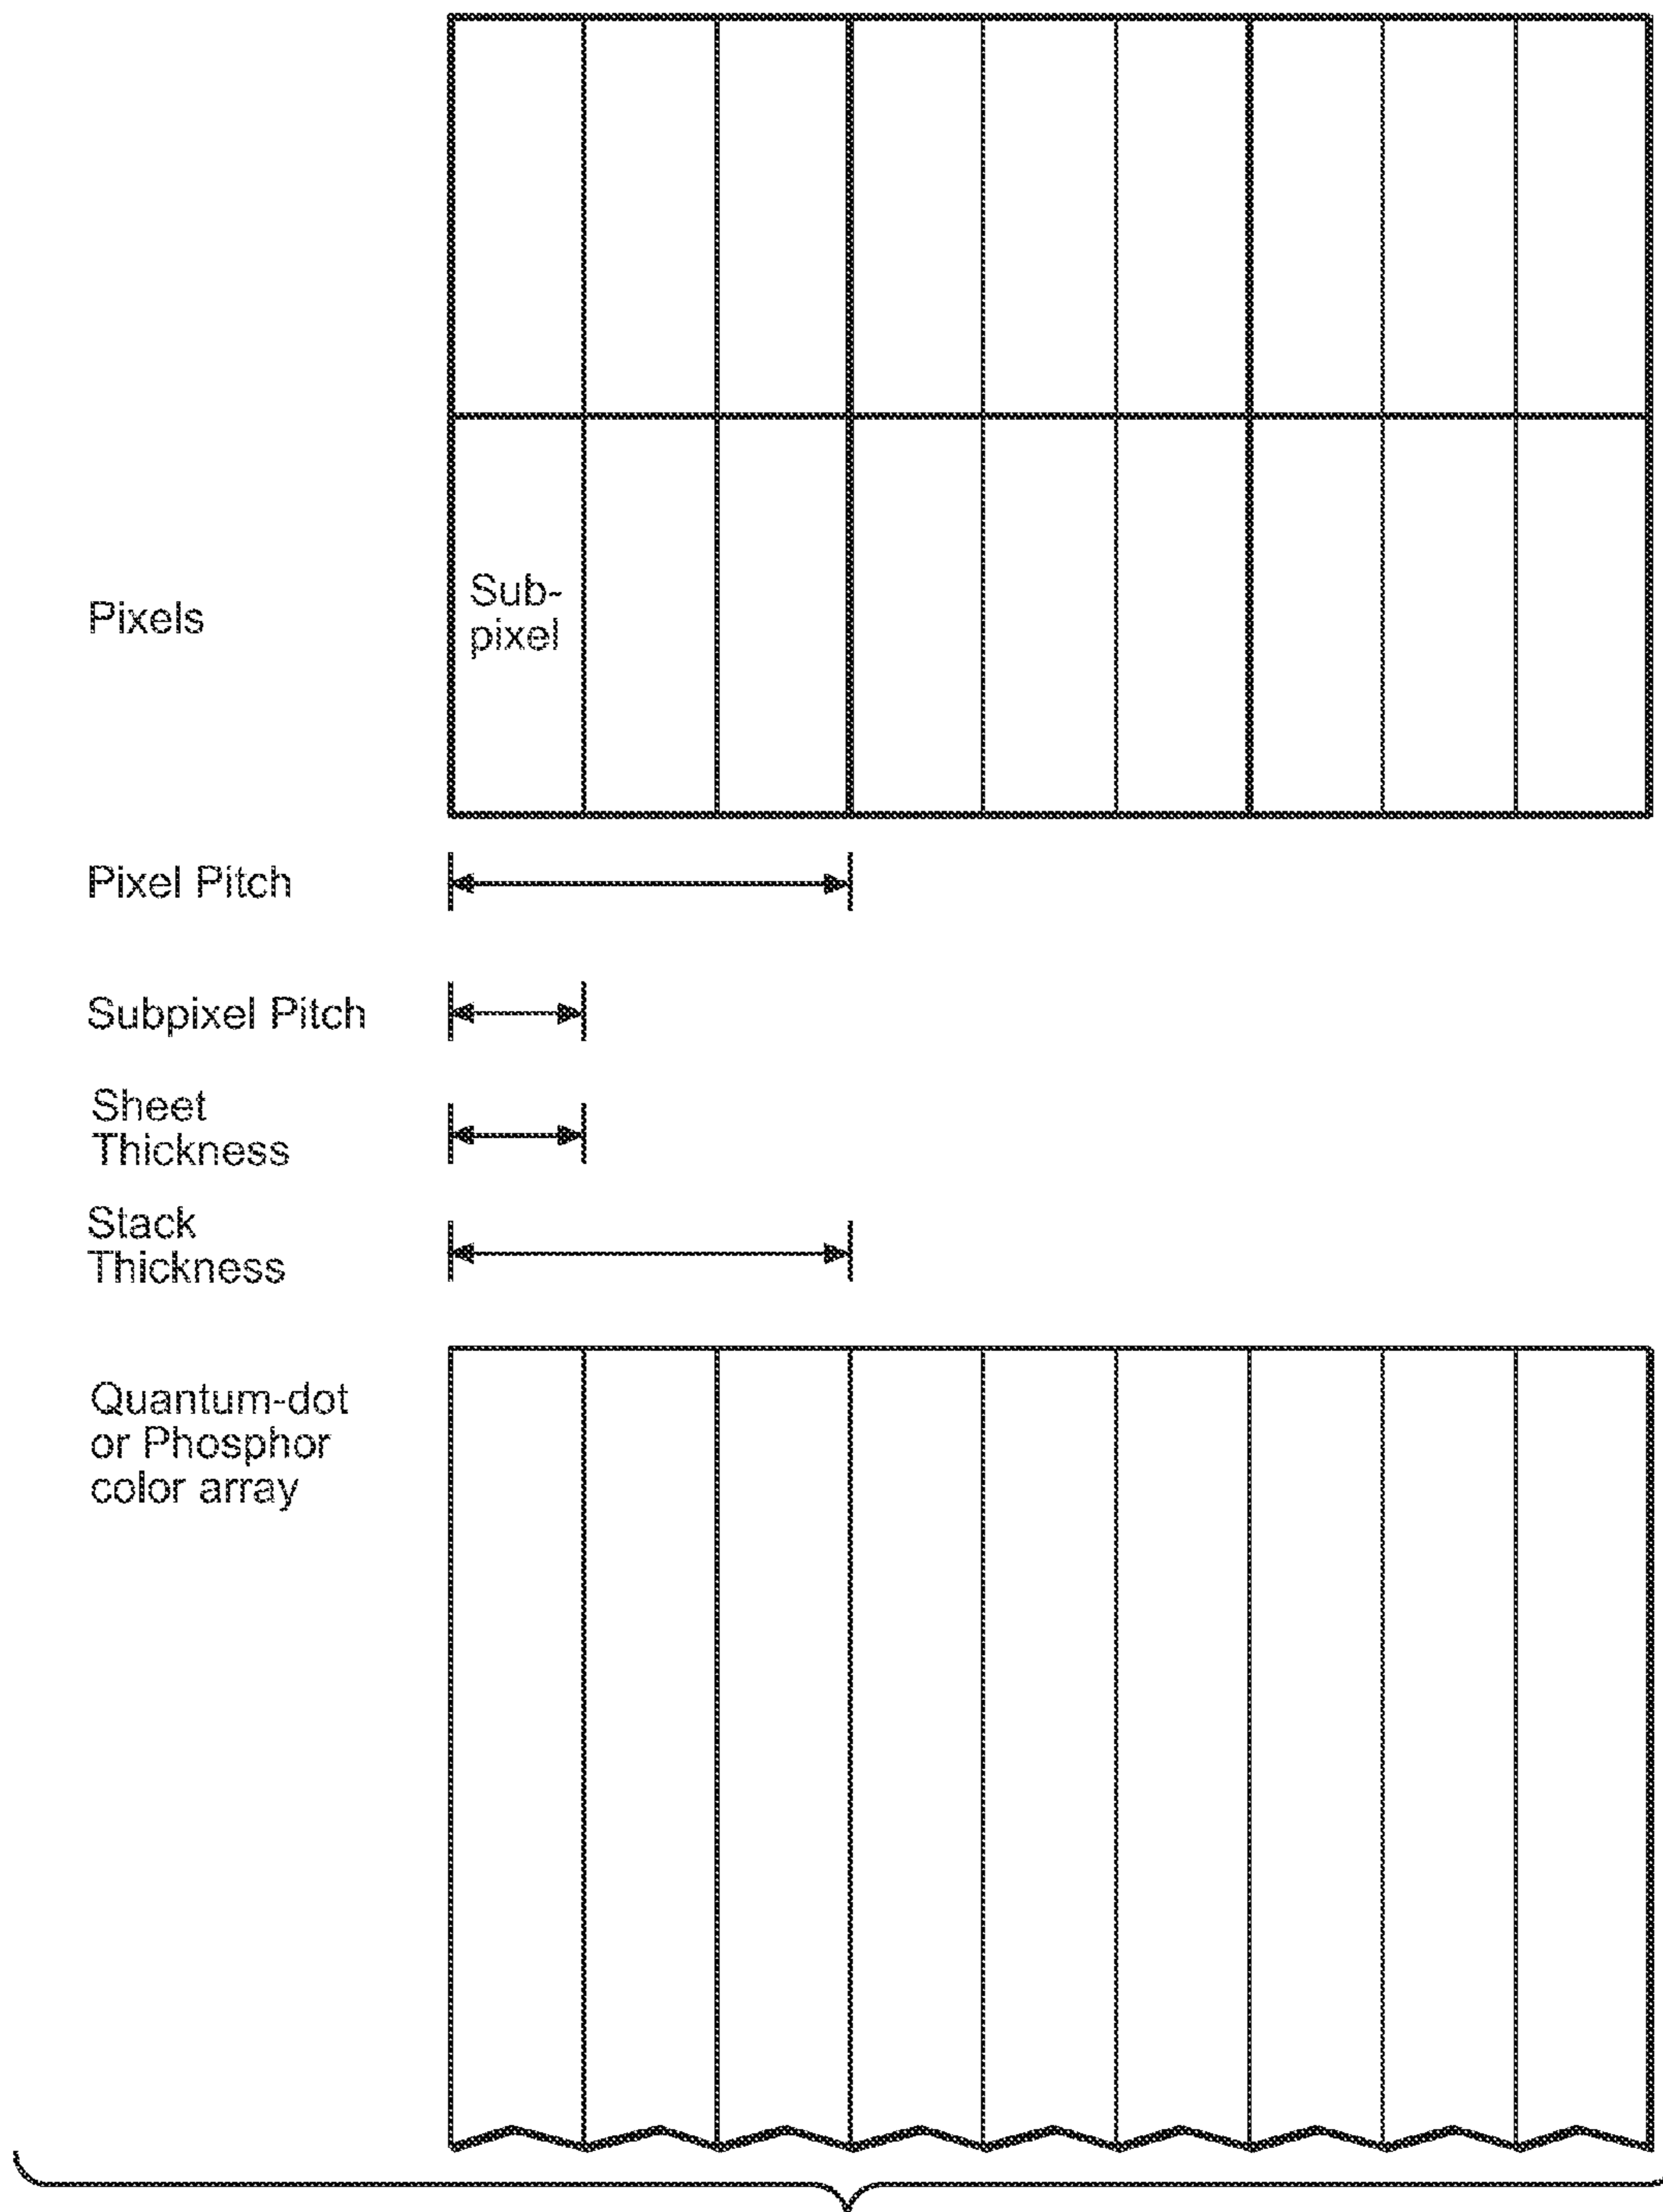 Pixels
Sub-
pixel
Pixel Pitch
Subpixel Pitch
Sheet
Thickness
Stack
Thickness
Quantum-dot
or Phosphor
color array